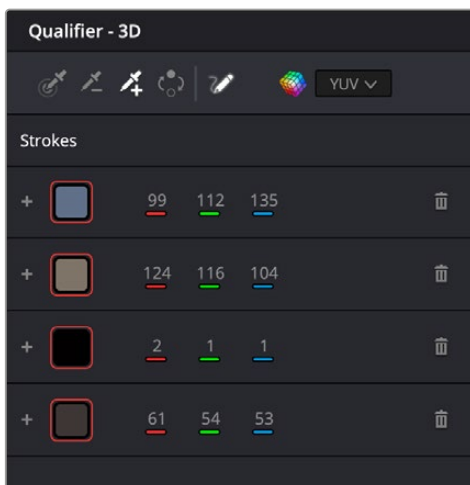 Qualifier - 3D
YUV
Strokes
+ 99 112 135
+ 124 116 104
+ 2 1 1
+ 61 54 53